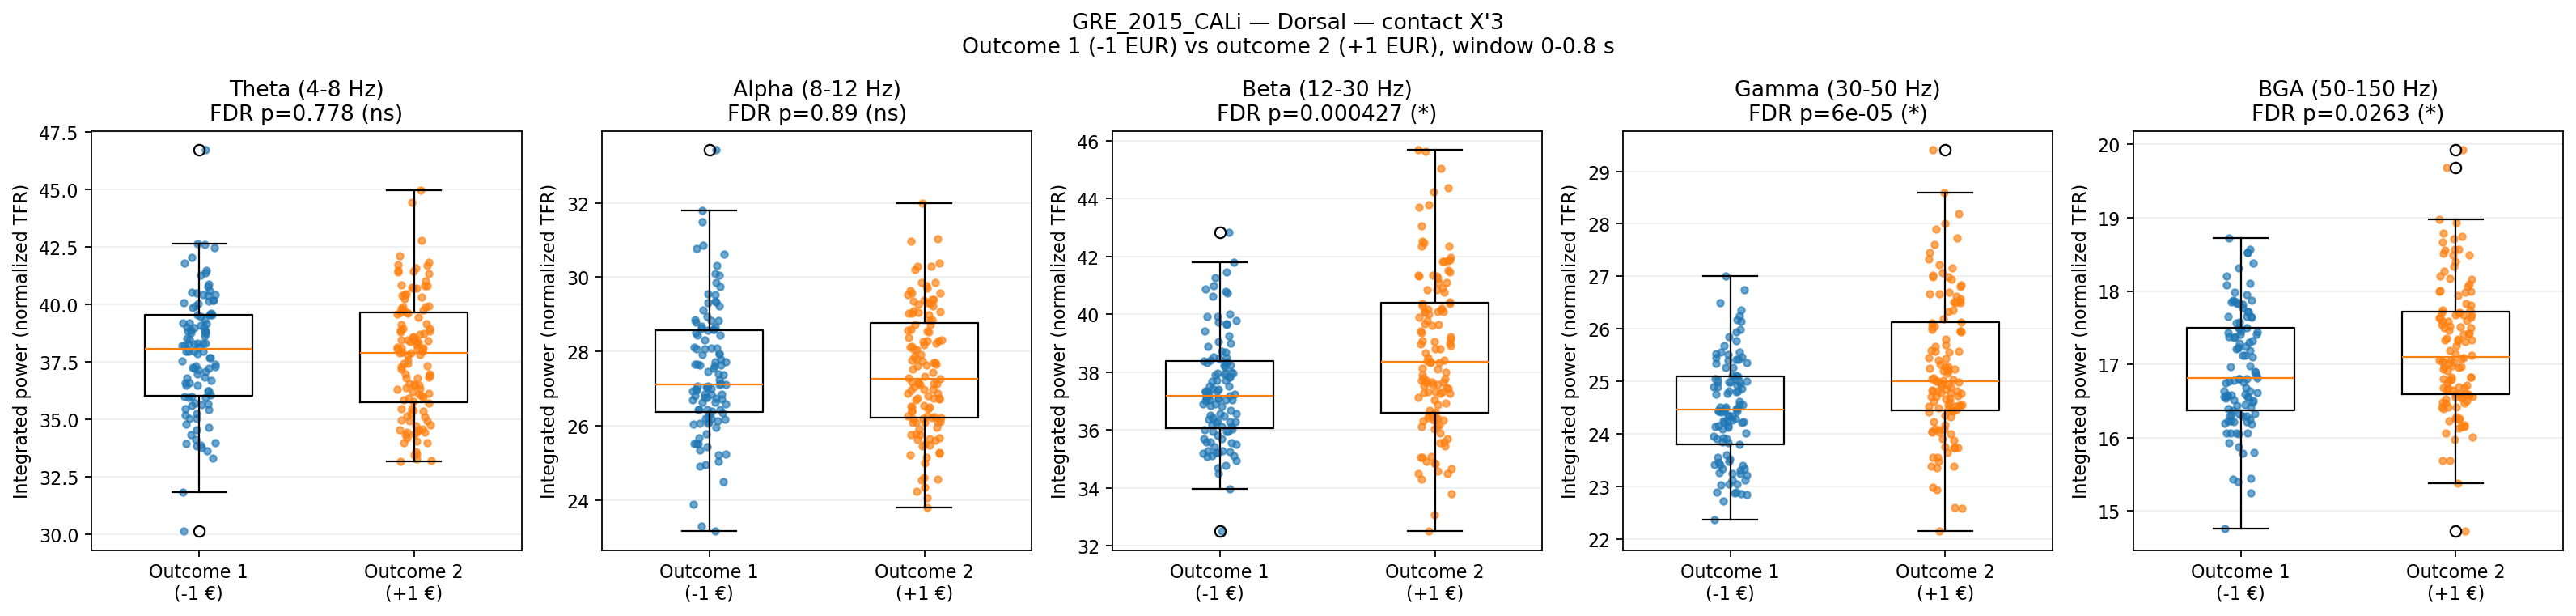 GRE_2015_CALi — Dorsal — contact X'3
Outcome 1 (-1 EUR) vs outcome 2 (+1 EUR), window 0-0.8 s
Theta (4-8 Hz)
FDR p=0.778 (ns)
Integrated power (normalized TFR)
47.5
45.0
42.5
40.0
37.5
35.0
32.5
30.0
Outcome 1
(-1 €)
Outcome 2
(+1 €)
Alpha (8-12 Hz)
FDR p=0.89 (ns)
Integrated power (normalized TFR)
32
30
28
26
24
Outcome 1
(-1 €)
Outcome 2
(+1 €)
Beta (12-30 Hz)
FDR p=0.000427 (*)
Integrated power (normalized TFR)
46
44
42
40
38
36
34
32
Outcome 1
(-1 €)
Outcome 2
(+1 €)
Gamma (30-50 Hz)
FDR p=6e-05 (*)
Integrated power (normalized TFR)
29
28
27
26
25
24
23
22
Outcome 1
(-1 €)
Outcome 2
(+1 €)
BGA (50-150 Hz)
FDR p=0.0263 (*)
Integrated power (normalized TFR)
20
19
18
17
16
15
Outcome 1
(-1 €)
Outcome 2
(+1 €)